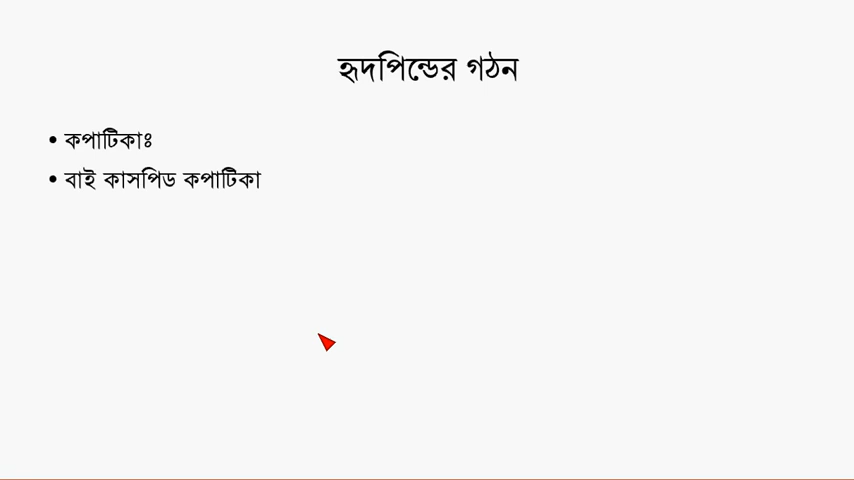 হৃদপিন্ডের গঠন
• কপাটিকাঃ
• বাই কাসপিড কপাটিকা